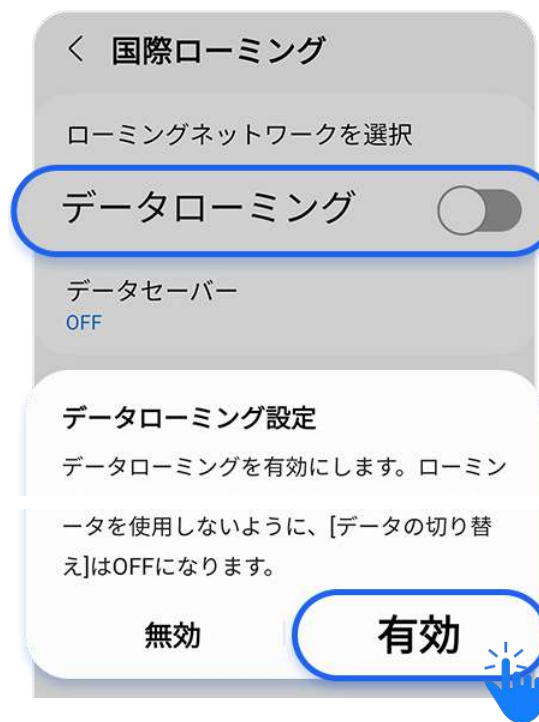 国際ローミング
ローミングネットワークを選択
データローミング
データセーバー
OFF
データローミング設定
データローミングを有効にします。ローミン
ータを使用しないように、[データの切り替
え]はOFFになります。
無効
有効